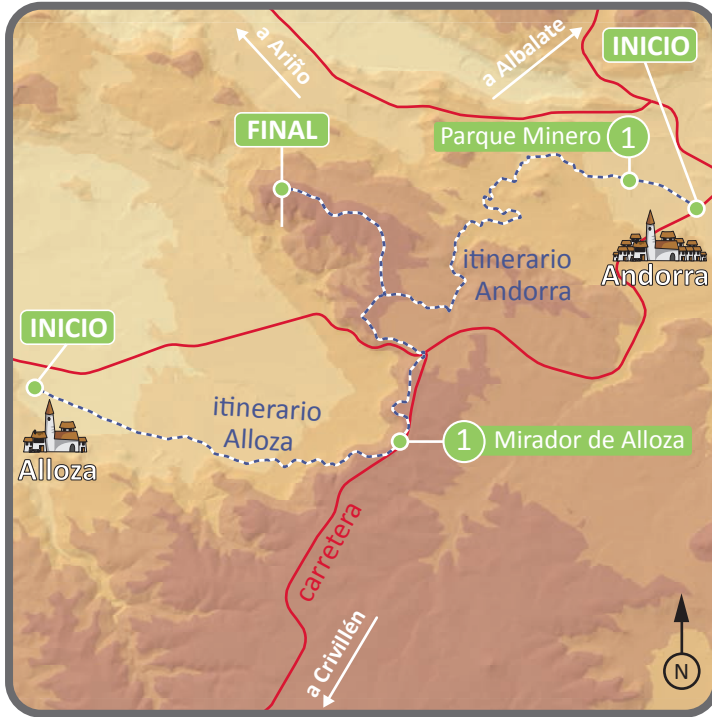 a Ariño
a Albalate
INICIO
FINAL
Parque Minero 1
itinerario
Andorra
Andorra
INICIO
itinerario
Alloza
Alloza
1 Mirador de Alloza
carretera
a Crivillén
N